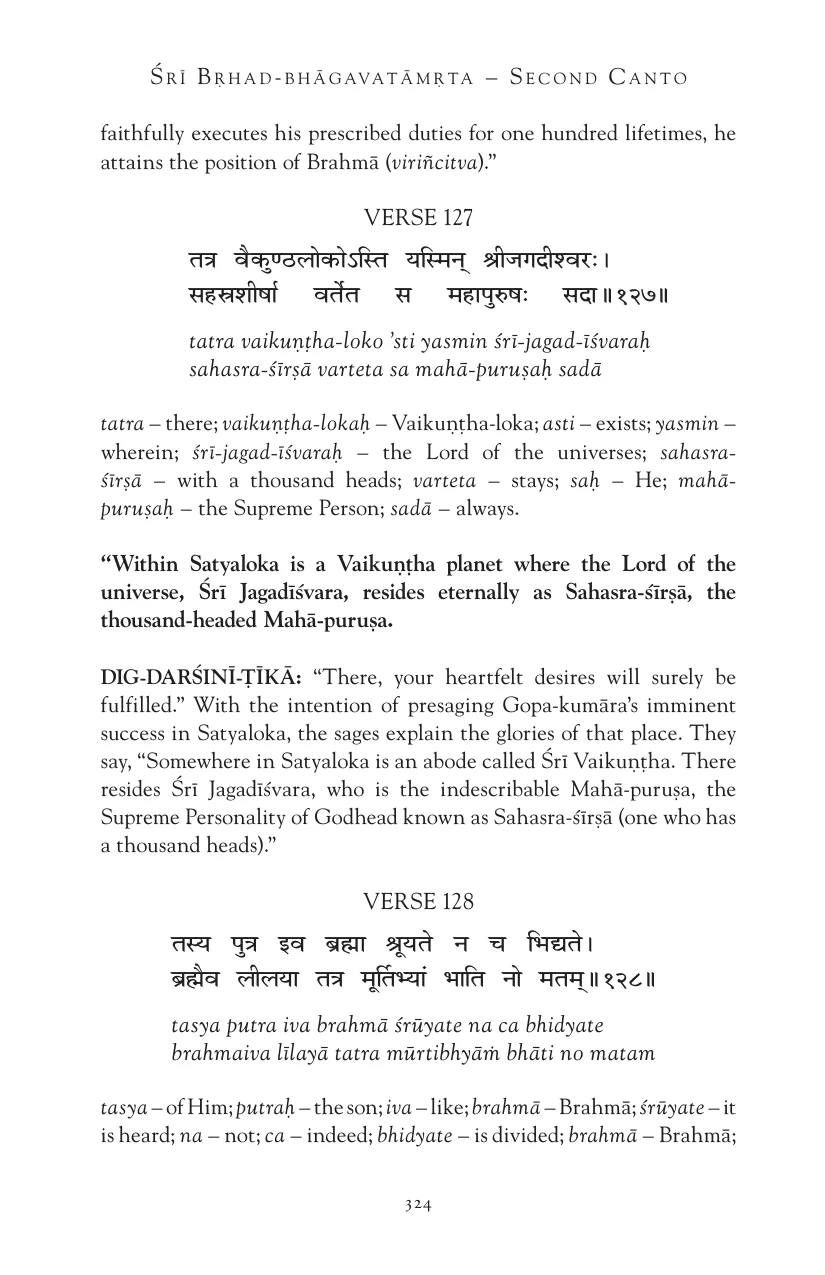 ŚRĪ BṚHAD-BHĀGAVATĀMṚTA – SECOND CANTO
faithfully executes his prescribed duties for one hundred lifetimes, he
attains the position of Brahmā (viriñcitva).”
VERSE 127
तत्र वैकुण्ठलोकोऽस्ति यस्मिन् श्रीजगदीश्वरः।
सहस्रशीर्षा वर्तेत स महापुरुषः सदा॥१२७॥
tatra vaikuṇṭha-loko ’sti yasmin śrī-jagad-īśvaraḥ
sahasra-śīrṣā varteta sa mahā-puruṣaḥ sadā
tatra – there; vaikuṇṭha-lokaḥ – Vaikuṇṭha-loka; asti – exists; yasmin –
wherein; śrī-jagad-īśvaraḥ – the Lord of the universes; sahasra-
śīrṣā – with a thousand heads; varteta – stays; saḥ – He; mahā-
puruṣaḥ – the Supreme Person; sadā – always.
“Within Satyaloka is a Vaikuṇṭha planet where the Lord of the
universe, Śrī Jagadīśvara, resides eternally as Sahasra-śīrṣā, the
thousand-headed Mahā-puruṣa.
DIG-DARŚINĪ-ṬĪKĀ: “There, your heartfelt desires will surely be
fulfilled.” With the intention of presaging Gopa-kumāra’s imminent
success in Satyaloka, the sages explain the glories of that place. They
say, “Somewhere in Satyaloka is an abode called Śrī Vaikuṇṭha. There
resides Śrī Jagadīśvara, who is the indescribable Mahā-puruṣa, the
Supreme Personality of Godhead known as Sahasra-śīrṣā (one who has
a thousand heads).”
VERSE 128
तस्य पुत्र इव ब्रह्मा श्रूयते न च भिद्यते।
ब्रह्मैव लीलया तत्र मूर्तिभ्यां भाति नो मतम्॥१२८॥
tasya putra iva brahmā śrūyate na ca bhidyate
brahmaiva līlayā tatra mūrtibhyāṁ bhāti no matam
tasya – of Him; putraḥ – the son; iva – like; brahmā – Brahmā; śrūyate – it
is heard; na – not; ca – indeed; bhidyate – is divided; brahmā – Brahmā;
324